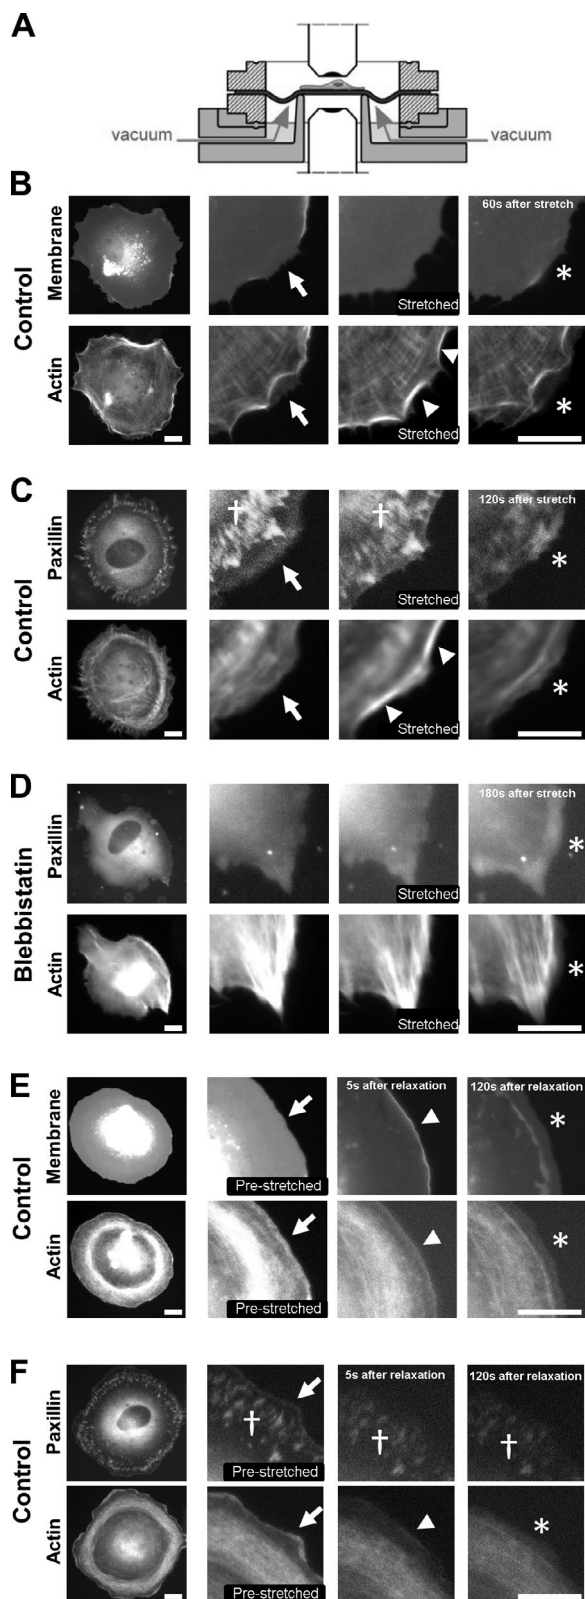 A
vacuum
vacuum
B
Control
Membrane
60s after stretch
*
Stretched
Actin
*
Stretched
C
Control
Paxillin
†
†
120s after stretch
*
Stretched
Actin
*
Stretched
D
Blebbistatin
Paxillin
180s after stretch
*
Stretched
Actin
*
Stretched
E
Control
Membrane
5s after relaxation
120s after relaxation
*
Pre-stretched
Actin
*
Pre-stretched
F
Control
Paxillin
5s after relaxation
120s after relaxation
†
†
†
Pre-stretched
Actin
*
Pre-stretched